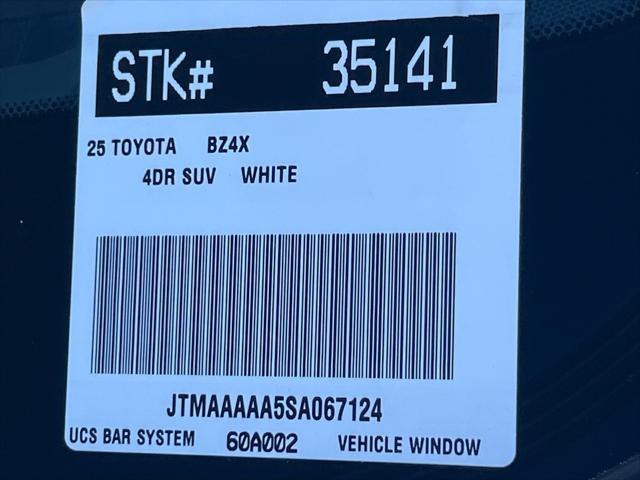 STK# 35141
25 TOYOTA BZ4X
4DR SUV WHITE
JTMAAAAA5SA067124
UCS BAR SYSTEM 60A002 VEHICLE WINDOW